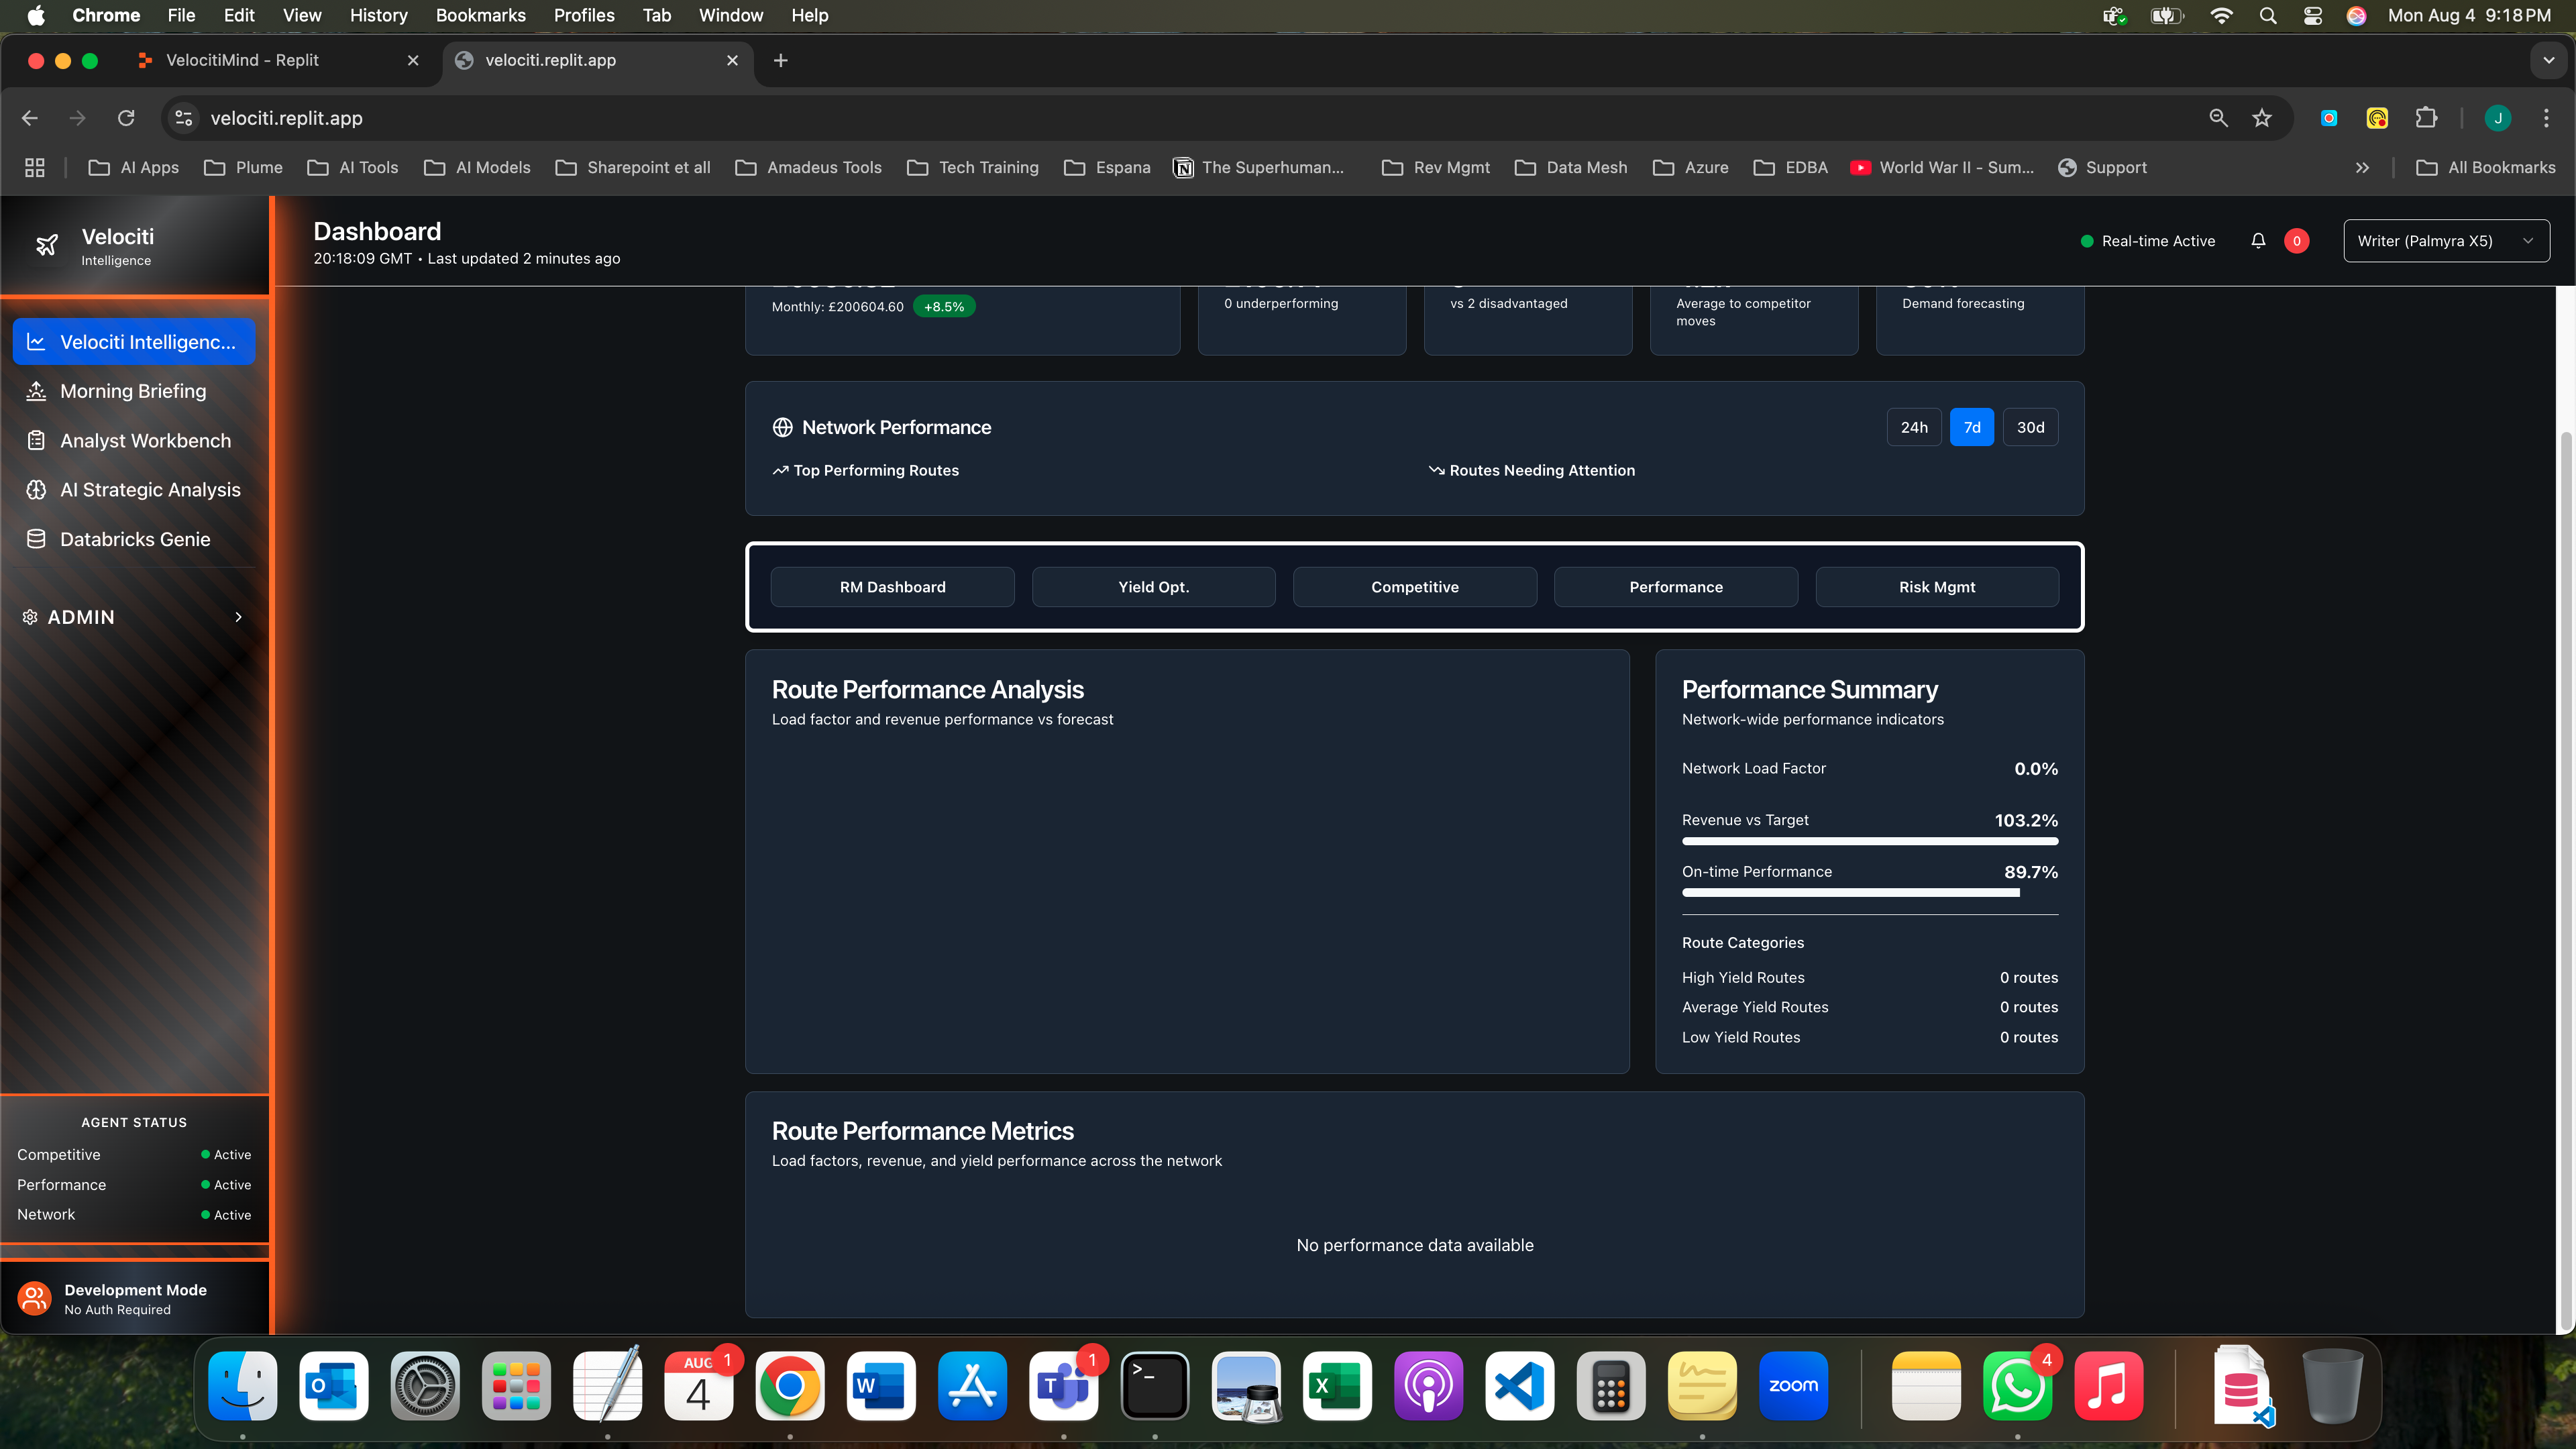 Chrome File Edit View History Bookmarks Profiles Tab Window Help Mon Aug 4 9:18 PM
VelocitiMind - Replit velociti.replit.app
velociti.replit.app J
AI Apps Plume AI Tools AI Models Sharepoint et all Amadeus Tools Tech Training Espana The Superhuman... Rev Mgmt Data Mesh Azure EDBA World War II - Sum... Support All Bookmarks
Velociti
Intelligence
Velociti Intelligenc...
Morning Briefing
Analyst Workbench
AI Strategic Analysis
Databricks Genie
ADMIN
AGENT STATUS
Competitive Active
Performance Active
Network Active
Development Mode
No Auth Required
Dashboard
20:18:09 GMT • Last updated 2 minutes ago
Real-time Active 0 Writer (Palmyra X5)
Monthly: £200604.60 +8.5%
0 underperforming
vs 2 disadvantaged
Average to competitor
moves
Demand forecasting
Network Performance 24h 7d 30d
Top Performing Routes Routes Needing Attention
RM Dashboard Yield Opt. Competitive Performance Risk Mgmt
Route Performance Analysis
Load factor and revenue performance vs forecast
Performance Summary
Network-wide performance indicators
Network Load Factor 0.0%
Revenue vs Target 103.2%
On-time Performance 89.7%
Route Categories
High Yield Routes 0 routes
Average Yield Routes 0 routes
Low Yield Routes 0 routes
Route Performance Metrics
Load factors, revenue, and yield performance across the network
No performance data available
AUG 1 1 4
4 zoom